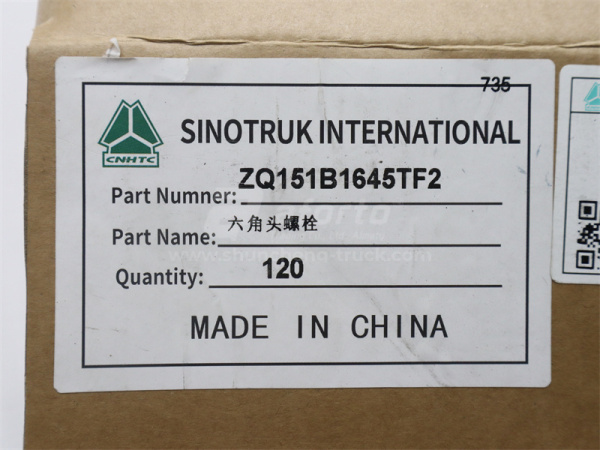 735
CNHTC
SINOTRUK INTERNATIONAL
Part Numner: ZQ151B1645TF2
Part Name: 六角头螺栓
Quantity: 120
MADE IN CHINA